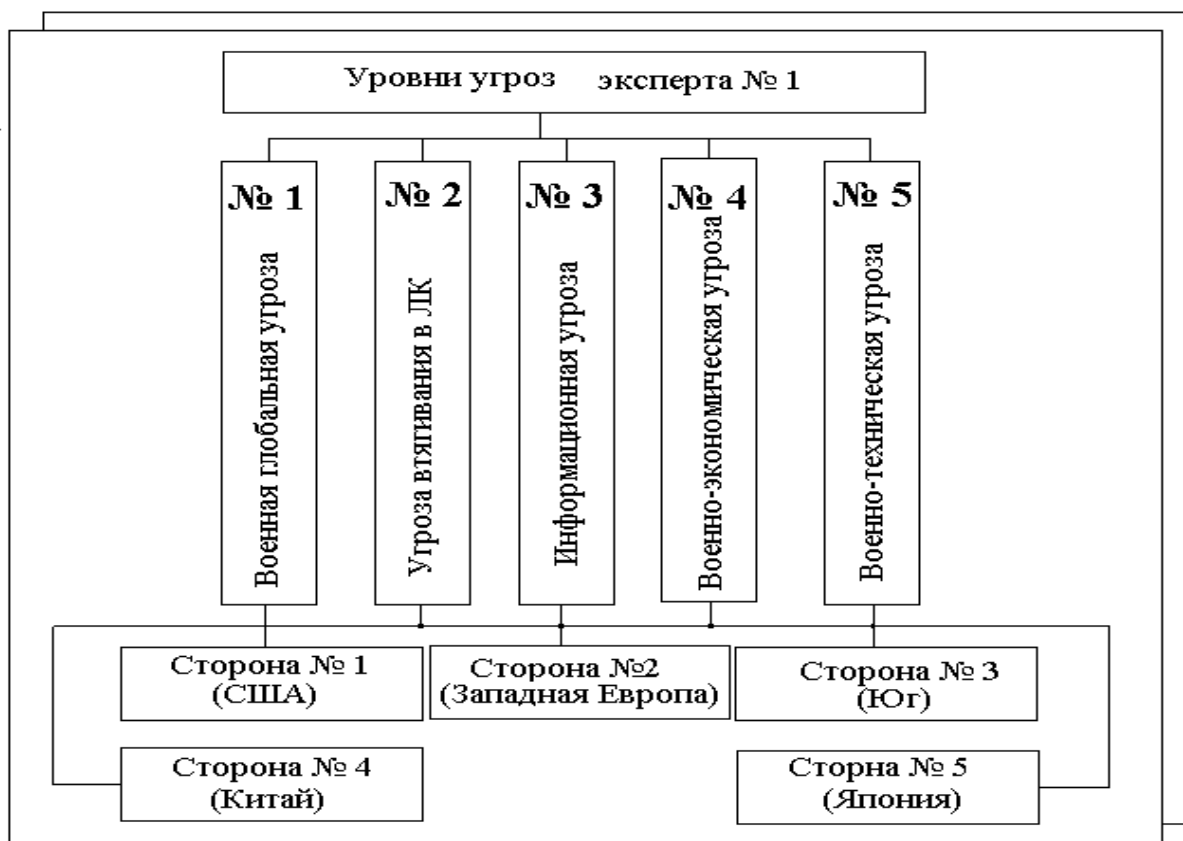 Уровни угроз эксперта № 1
№ 1
Военная глобальная угроза
№ 2
Угроза втягивания в ЛК
№ 3
Информационная угроза
№ 4
Военно-экономическая угроза
№ 5
Военно-техническая угроза
Сторона № 1
(США)
Сторона №2
(Западная Европа)
Сторона № 3
(Юг)
Сторона № 4
(Китай)
Сторна № 5
(Япония)